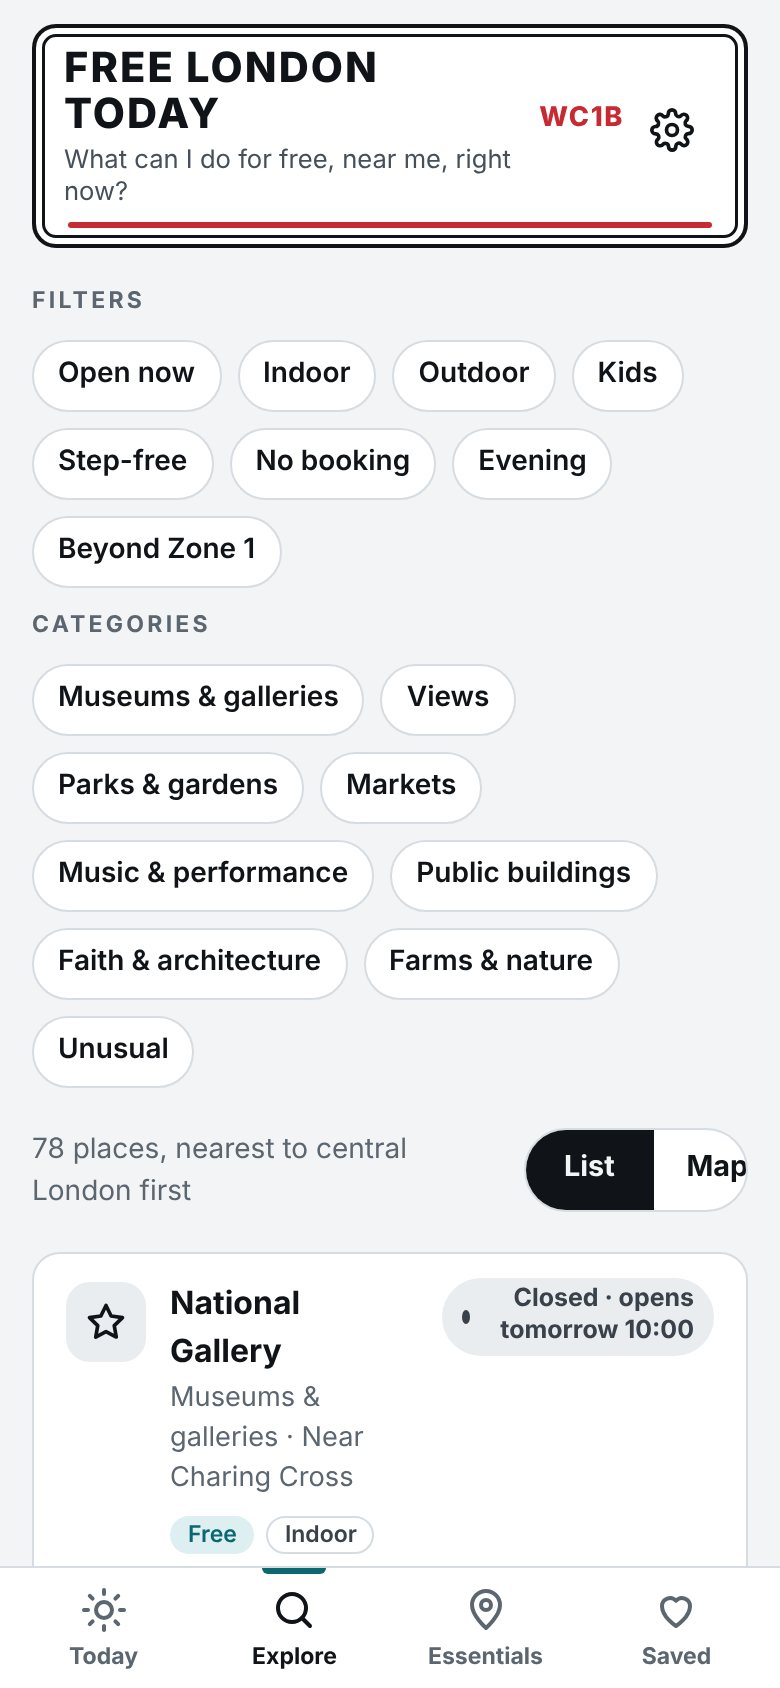 FREE LONDON
TODAY
What can I do for free, near me, right
now?
WC1B
FILTERS
Open now
Indoor
Outdoor
Kids
Step-free
No booking
Evening
Beyond Zone 1
CATEGORIES
Museums & galleries
Views
Parks & gardens
Markets
Music & performance
Public buildings
Faith & architecture
Farms & nature
Unusual
78 places, nearest to central
London first
List
Map
National
Gallery
Closed · opens
tomorrow 10:00
Museums &
galleries · Near
Charing Cross
Free
Indoor
Today
Explore
Essentials
Saved